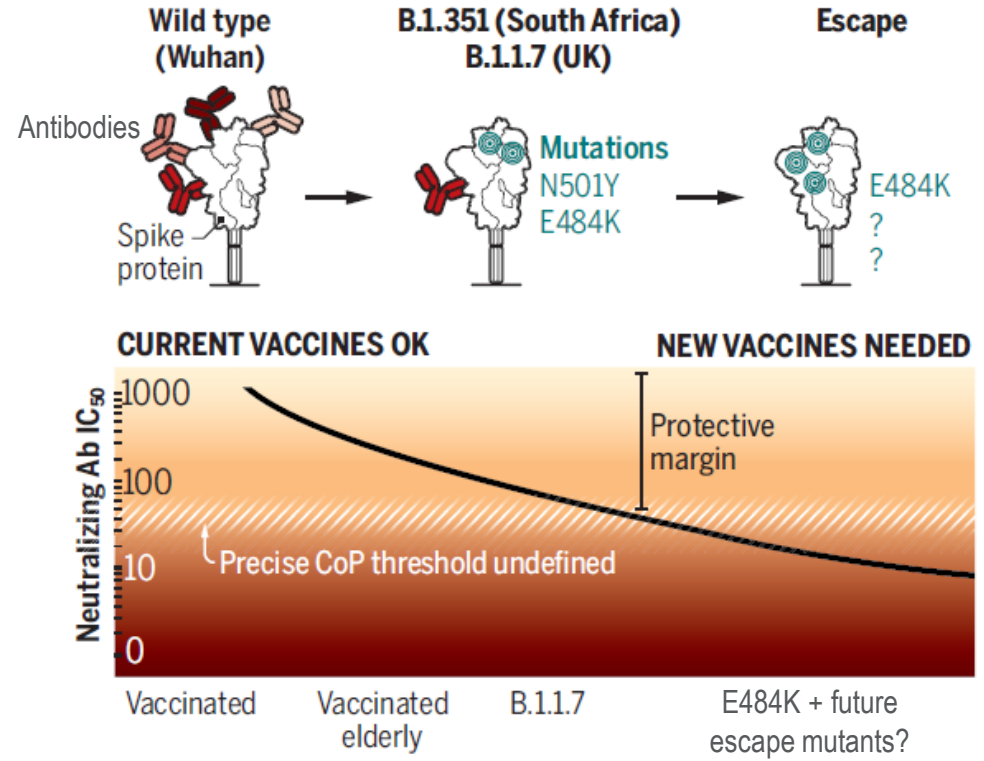 Wild type
(Wuhan)
B.1.351 (South Africa)
B.1.1.7 (UK)
Escape
Antibodies
Spike
protein
Mutations
N501Y
E484K
E484K
?
?
CURRENT VACCINES OK
NEW VACCINES NEEDED
Neutralizing Ab IC50
1000
100
10
0
Protective
margin
Precise CoP threshold undefined
Vaccinated
Vaccinated
elderly
B.1.1.7
E484K + future
escape mutants?